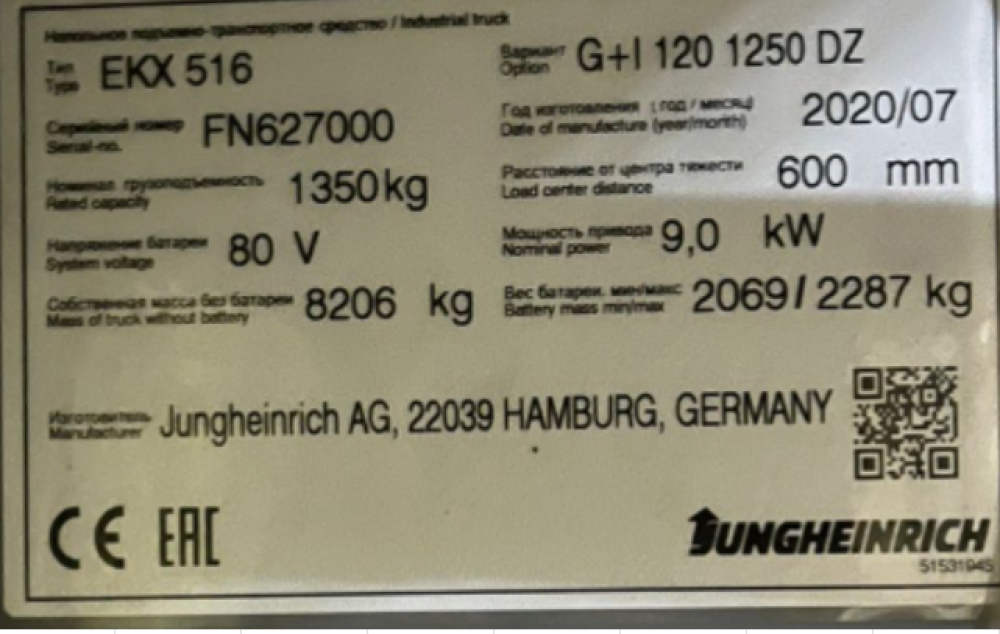 Напольное подъемно-транспортное средство / Industrial truck
Тип
Type
EKX 516
Вариант
Option
G+I 120 1250 DZ
Серийный номер
Serial-no.
FN627000
Год изготовления (год / месяц)
Date of manufacture (year/month)
2020/07
Номинал грузоподъемность
Rated capacity
1350kg
Расстояние от центра тяжести
Load center distance
600 mm
Напряжение батареи
System voltage
80 V
Мощность привода
Nominal power
9,0 kW
Собственная масса без батареи
Mass of truck without battery
8206 kg
Вес батареи. мин/макс
Battery mass min/max
2069 / 2287 kg
Изготовитель
Manufacturer
Jungheinrich AG, 22039 HAMBURG, GERMANY
CE EAC
JUNGHEINRICH
51531045